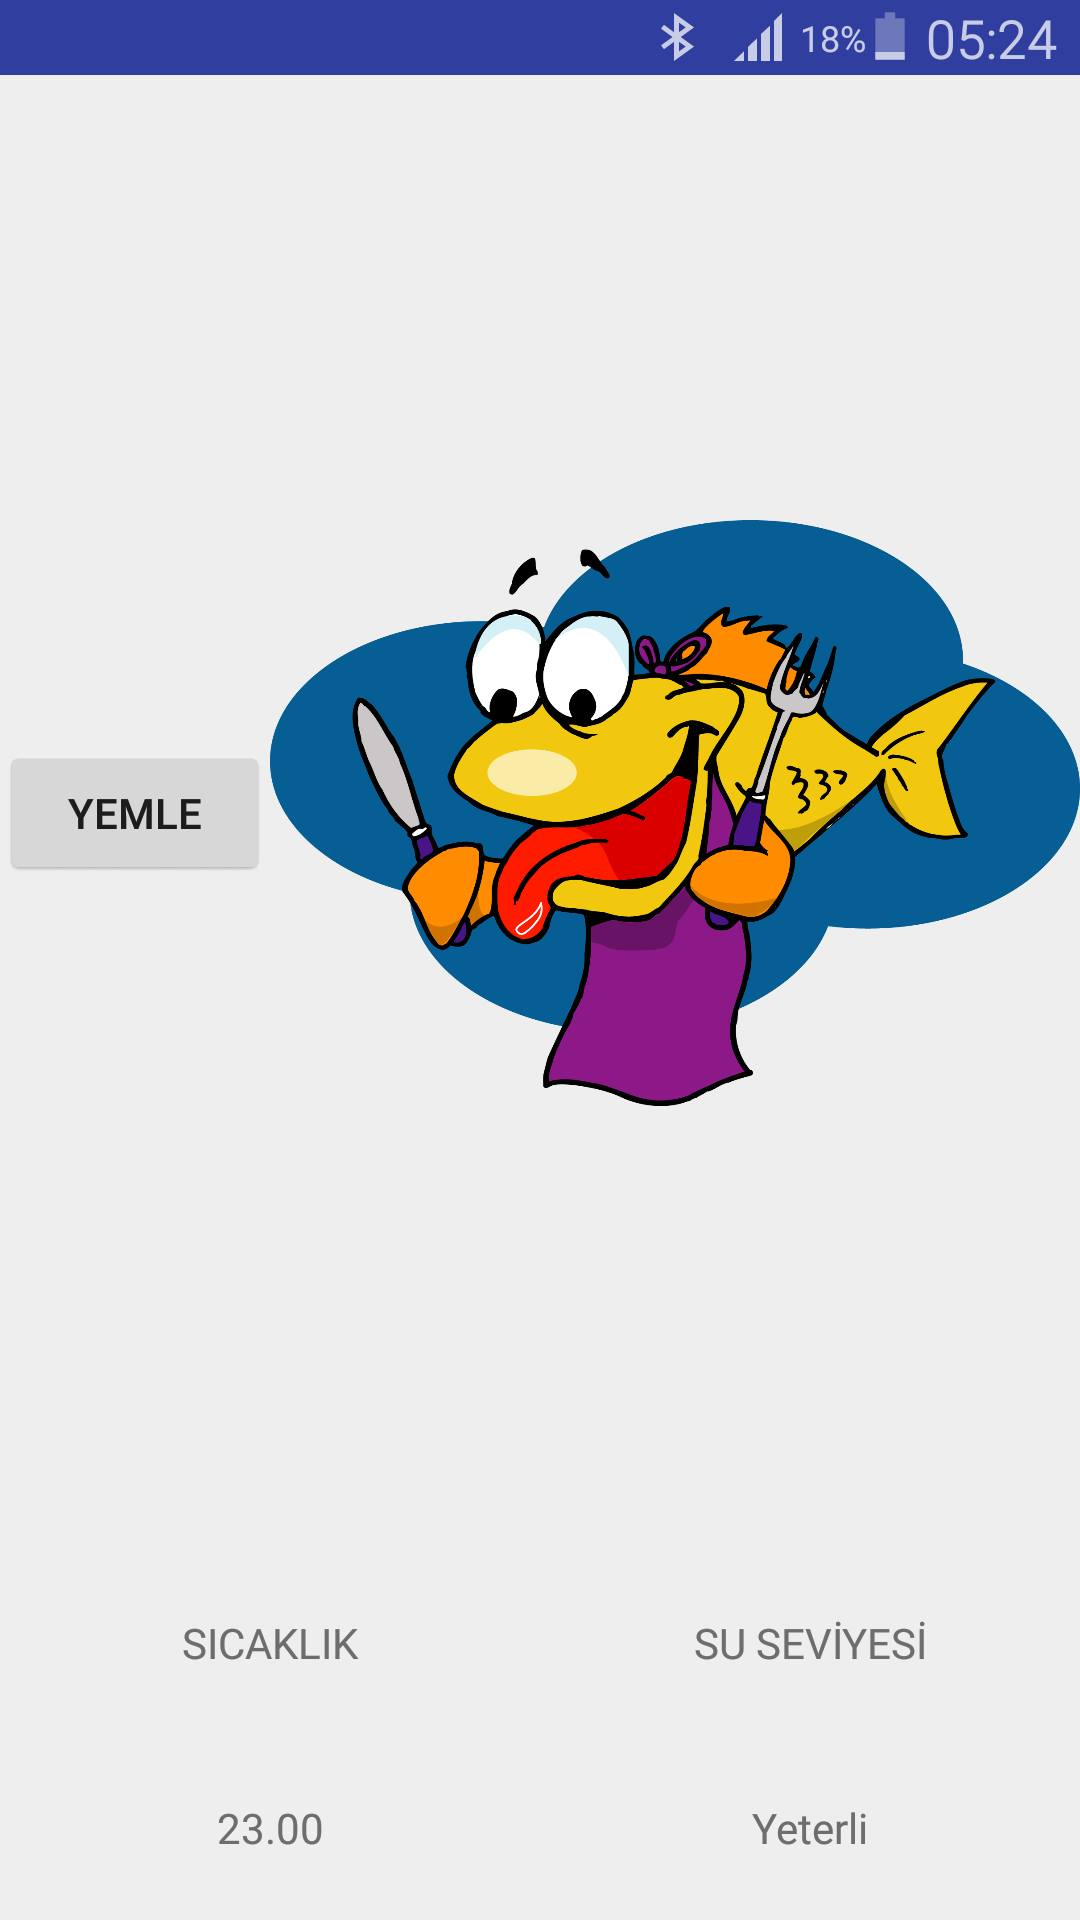 18% 05:24
YEMLE
SICAKLIK SU SEVİYESİ
23.00 Yeterli